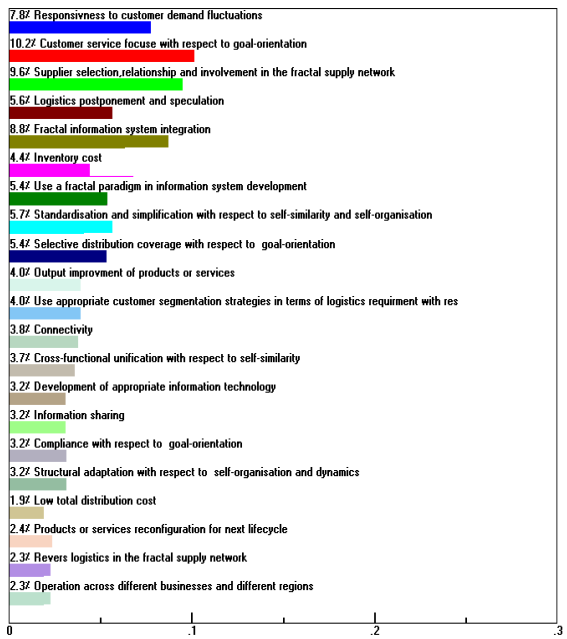 7.8% Responsivness to customer demand fluctuations
10.2% Customer service focuse with respect to goal-orientation
9.6% Supplier selection,relationship and involvement in the fractal supply network
5.6% Logistics postponement and speculation
8.8% Fractal information system integration
4.4% Inventory cost
5.4% Use a fractal paradigm in information system development
5.7% Standardisation and simplification with respect to self-similarity and self-organisation
5.4% Selective distribution coverage with respect to goal-orientation
4.0% Output improvment of products or services
4.0% Use appropriate customer segmentation strategies in terms of logistics requirment with res
3.8% Connectivity
3.7% Cross-functional unification with respect to self-similarity
3.2% Development of appropriate information technology
3.2% Information sharing
3.2% Compliance with respect to goal-orientation
3.2% Structural adaptation with respect to self-organisation and dynamics
1.9% Low total distribution cost
2.4% Products or services reconfiguration for next lifecycle
2.3% Revers logistics in the fractal supply network
2.3% Operation across different businesses and different regions
0 .1 .2 .3